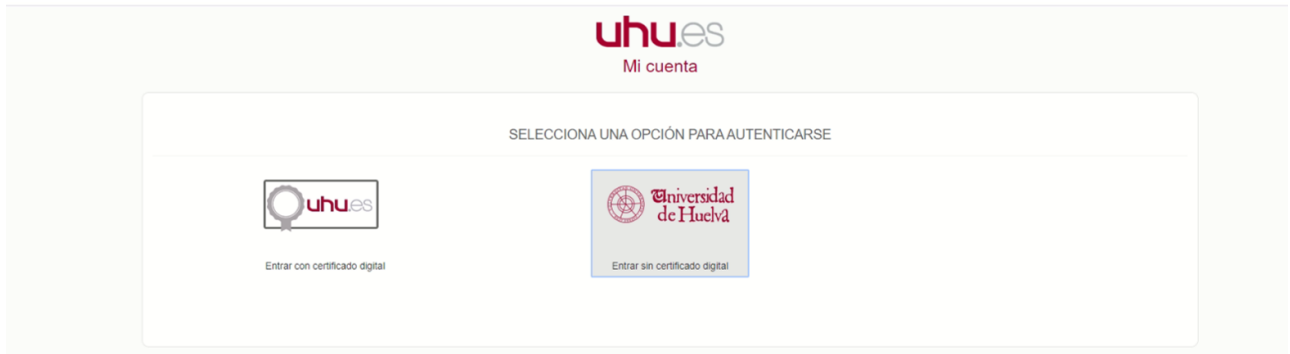 uhu.es
Mi cuenta
SELECCIONA UNA OPCIÓN PARA AUTENTICARSE
uhu.es
Entrar con certificado digital
Universidad
de Huelva
Entrar sin certificado digital